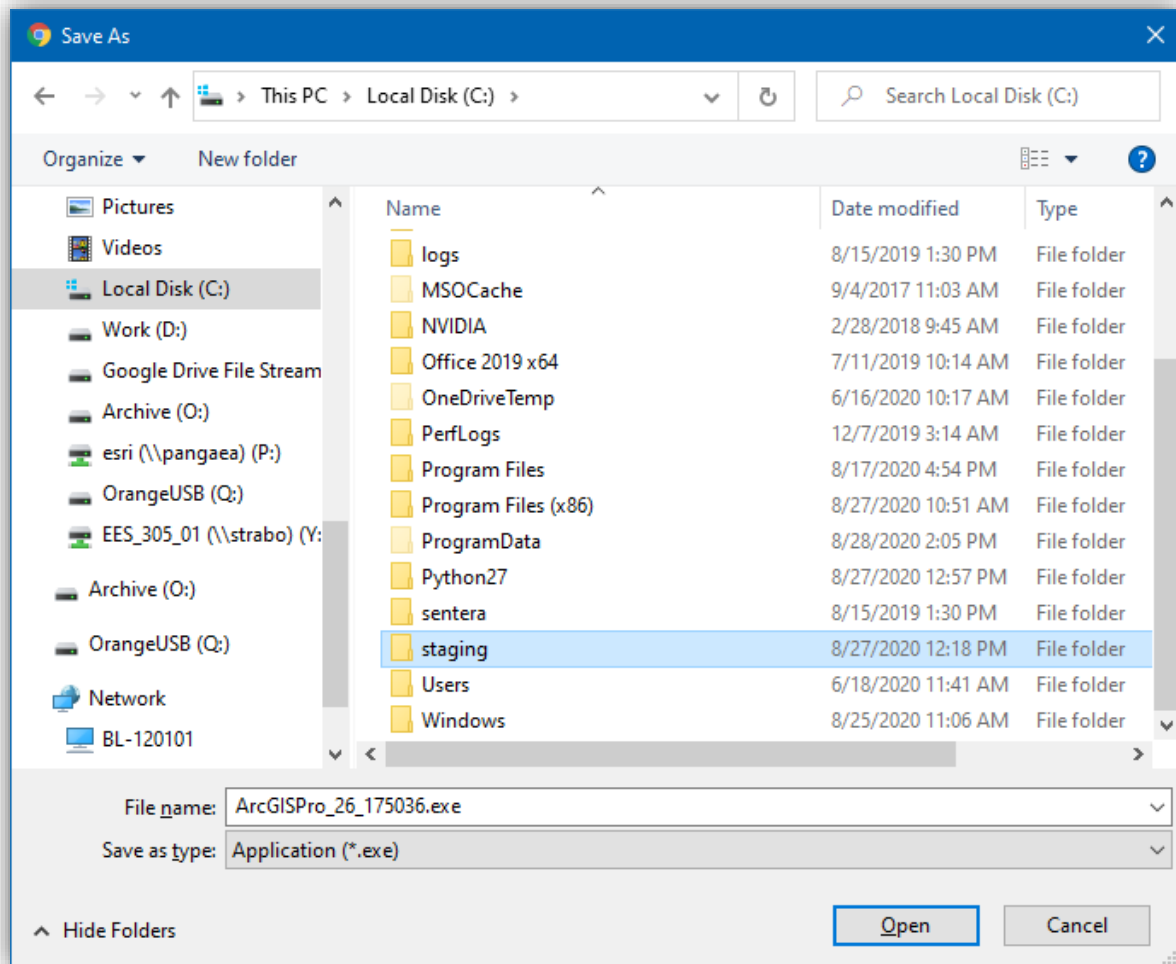 Save As
This PC > Local Disk (C:) >
Search Local Disk (C:)
Organize
New folder
?
Pictures
Videos
Local Disk (C:)
Work (D:)
Google Drive File Stream
Archive (O:)
esri (\\pangaea) (P:)
OrangeUSB (Q:)
EES_305_01 (\\strabo) (Y:
Archive (O:)
OrangeUSB (Q:)
Network
BL-120101
Name Date modified Type
logs 8/15/2019 1:30 PM File folder
MSOCache 9/4/2017 11:03 AM File folder
NVIDIA 2/28/2018 9:45 AM File folder
Office 2019 x64 7/11/2019 10:14 AM File folder
OneDriveTemp 6/16/2020 10:17 AM File folder
PerfLogs 12/7/2019 3:14 AM File folder
Program Files 8/17/2020 4:54 PM File folder
Program Files (x86) 8/27/2020 10:51 AM File folder
ProgramData 8/28/2020 2:05 PM File folder
Python27 8/27/2020 12:57 PM File folder
sentera 8/15/2019 1:30 PM File folder
staging 8/27/2020 12:18 PM File folder
Users 6/18/2020 11:41 AM File folder
Windows 8/25/2020 11:06 AM File folder
File name: ArcGISPro_26_175036.exe
Save as type: Application (*.exe)
Hide Folders
Open
Cancel